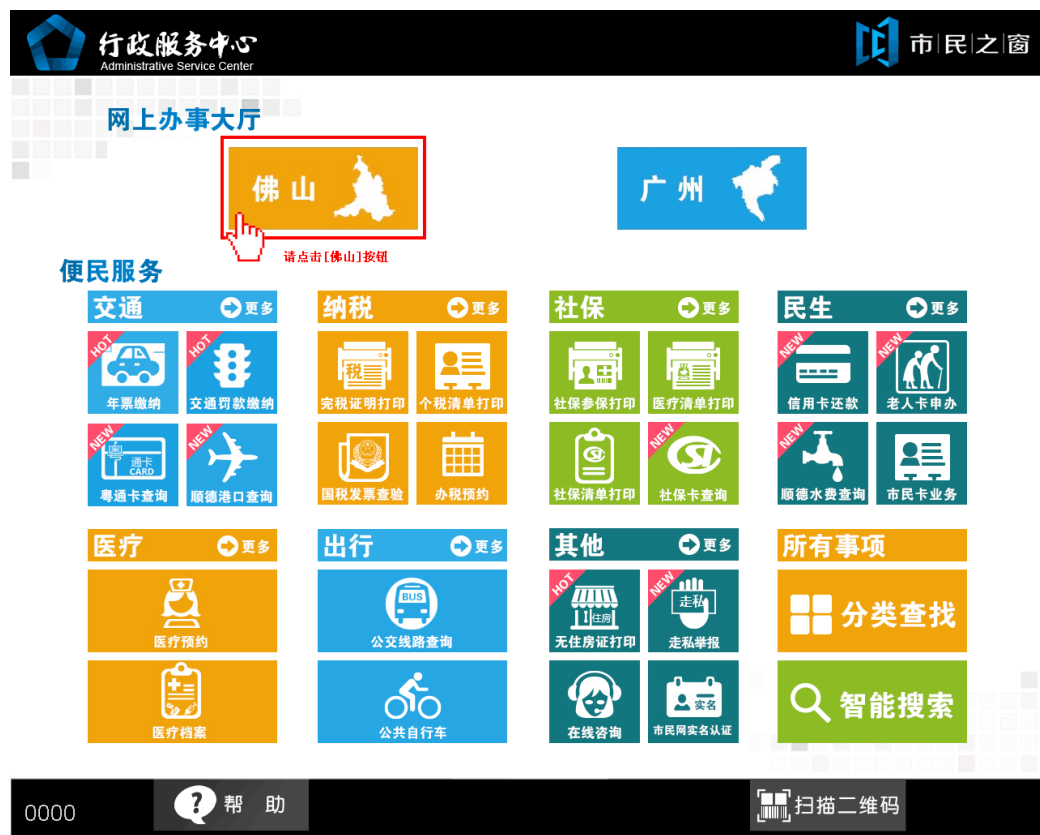 行政服务中心
Administrative Service Center
市民之窗
网上办事大厅
佛山
广州
请点击[佛山]按钮
便民服务
交通 更多
纳税 更多
社保 更多
民生 更多
HOT
HOT
NEW
NEW
税
年票缴纳
交通罚款缴纳
完税证明打印
个税清单打印
社保参保打印
医疗清单打印
信用卡还款
老人卡申办
NEW
NEW
NEW
NEW
粤 通卡
CARD
粤通卡查询
顺德港口查询
国税发票查验
办税预约
社保清单打印
社保卡查询
顺德水费查询
市民卡业务
医疗 更多
出行 更多
其他 更多
所有事项
HOT
NEW
BUS
住房
走私
医疗预约
公交线路查询
无住房证打印
走私举报
分类查找
实名
医疗档案
公共自行车
在线咨询
市民网实名认证
智能搜索
0000
帮助
扫描二维码